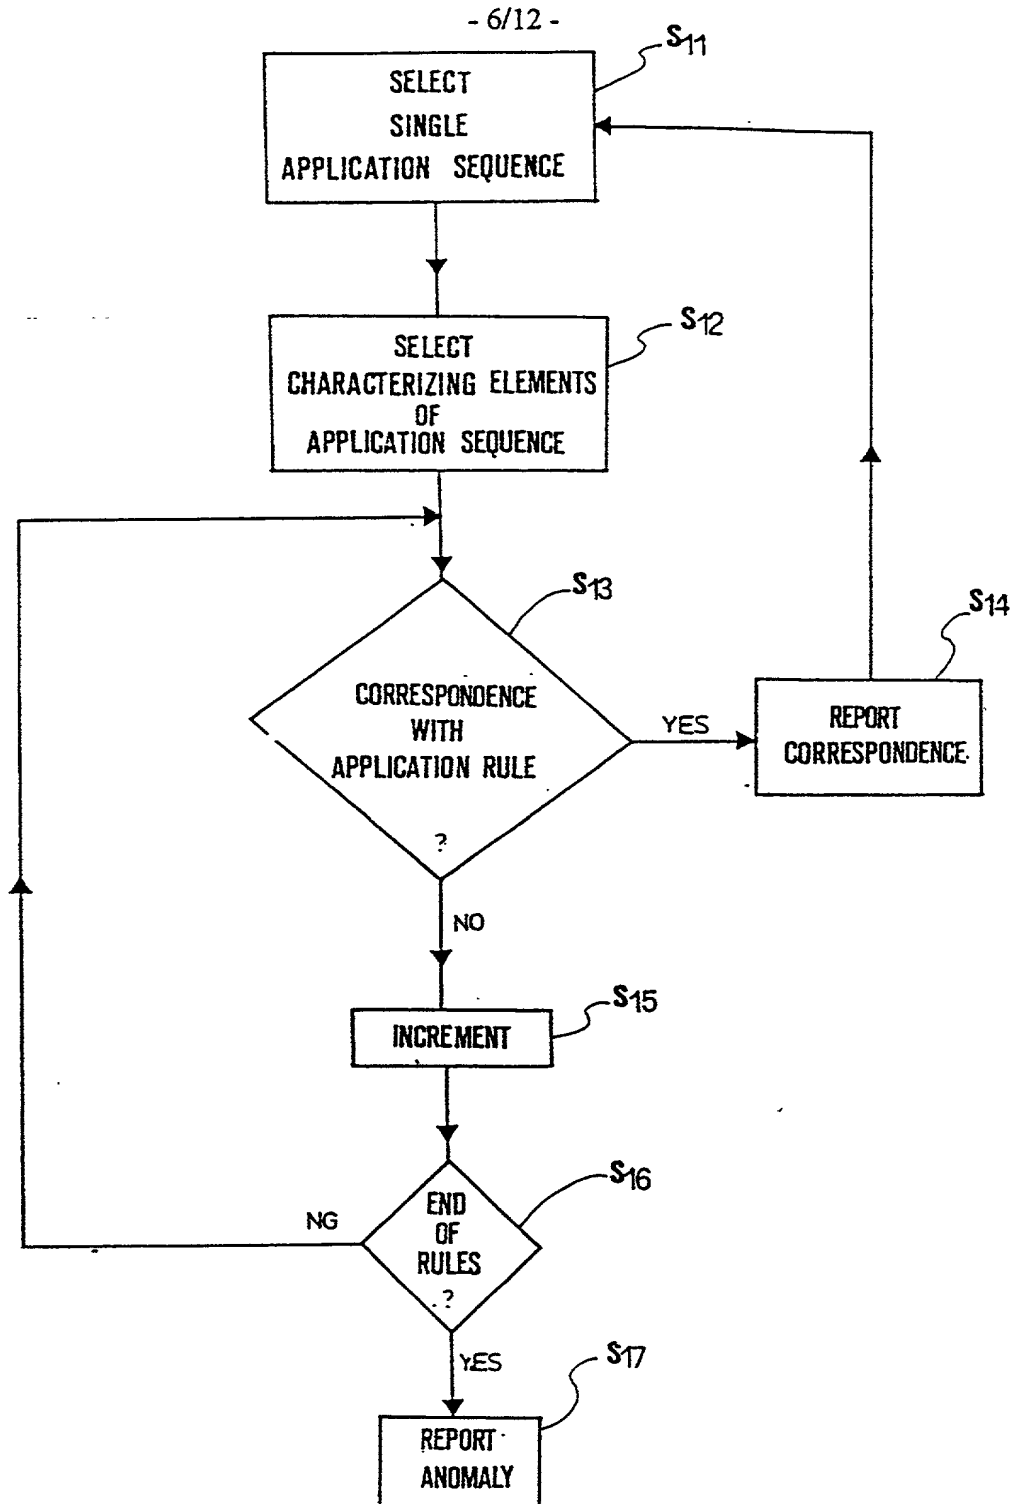 - 6/12 -
S11
SELECT
SINGLE
APPLICATION SEQUENCE
S12
SELECT
CHARACTERIZING ELEMENTS
OF
APPLICATION SEQUENCE
S13
CORRESPONDENCE
WITH
APPLICATION RULE
?
YES
S14
REPORT
CORRESPONDENCE
NO
S15
INCREMENT
S16
END
OF
RULES
?
NG
YES
S17
REPORT
ANOMALY